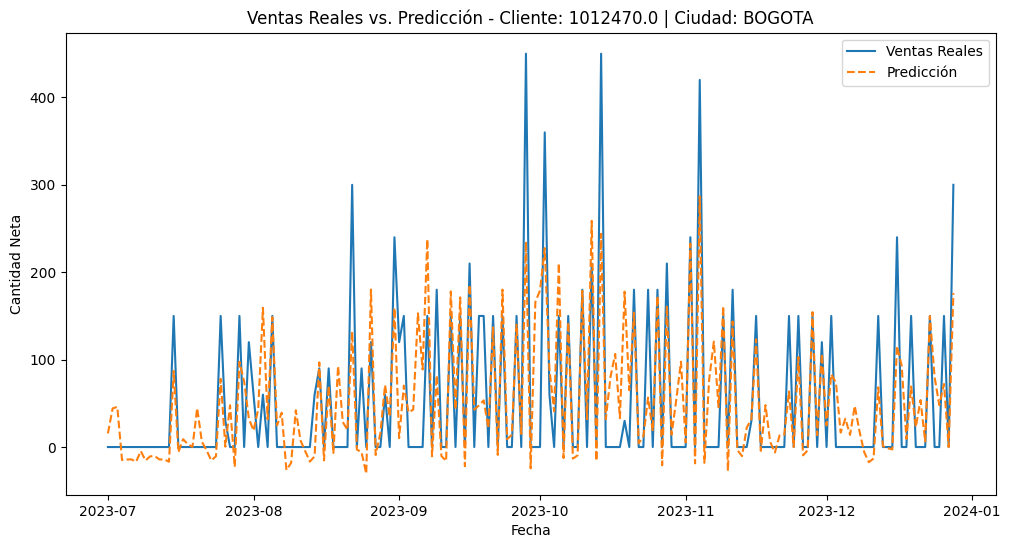 Ventas Reales vs. Predicción - Cliente: 1012470.0 | Ciudad: BOGOTA
Ventas Reales
Predicción
Cantidad Neta
400
300
200
100
0
2023-07
2023-08
2023-09
2023-10
2023-11
2023-12
2024-01
Fecha